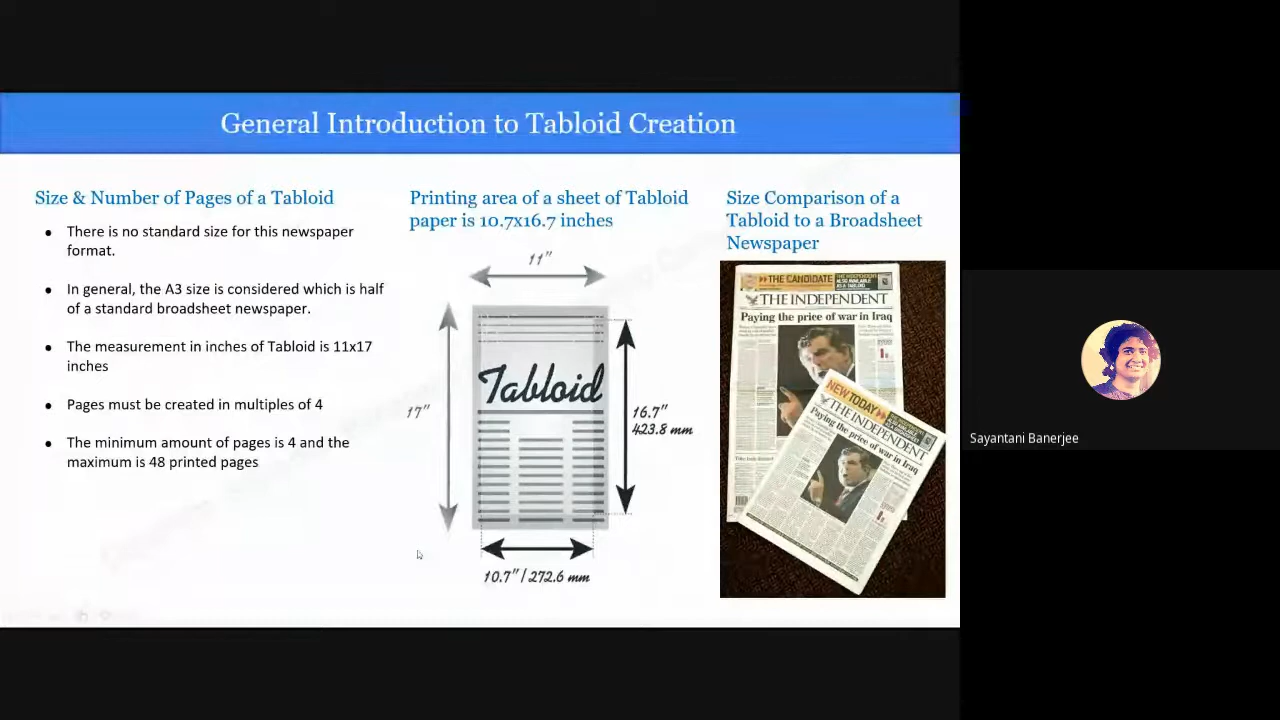 General Introduction to Tabloid Creation
Size & Number of Pages of a Tabloid
● There is no standard size for this newspaper
format.
● In general, the A3 size is considered which is half
of a standard broadsheet newspaper.
● The measurement in inches of Tabloid is 11x17
inches
● Pages must be created in multiples of 4
● The minimum amount of pages is 4 and the
maximum is 48 printed pages
Printing area of a sheet of Tabloid
paper is 10.7x16.7 inches
11"
17"
Tabloid
16.7"
423.8 mm
10.7" / 272.6 mm
Size Comparison of a
Tabloid to a Broadsheet
Newspaper
THE CANDIDATE
THE INDEPENDENT
Paying the price of war in Iraq
NEW TODAY
THE INDEPENDENT
Paying the price of war in Iraq
Sayantani Banerjee